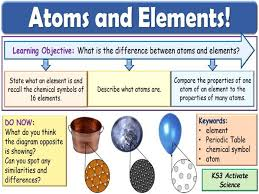 Atoms and Elements!
Learning Objective: What is the difference between atoms and elements?
State what an element is and
recall the chemical symbols of
16 elements.
Describe what atoms are.
Compare the properties of one
atom of an element to the
properties of many atoms.
DO NOW:
What do you think
the diagram opposite
is showing?
Can you spot any
similarities and
differences?
Keywords:
• element
• Periodic Table
• chemical symbol
• atom
KS3 Activate
Science